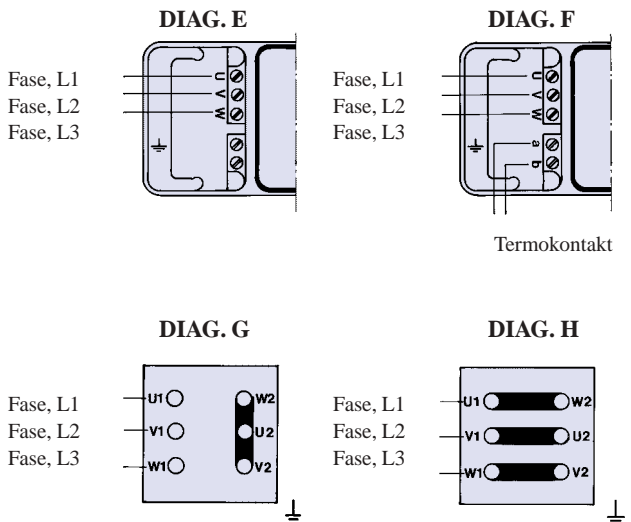 DIAG. E
Fase, L1
Fase, L2
Fase, L3
U
V
W
DIAG. F
Fase, L1
Fase, L2
Fase, L3
U
V
W
a
b
Termokontakt
DIAG. G
Fase, L1
Fase, L2
Fase, L3
U1 W2
V1 U2
W1 V2
DIAG. H
Fase, L1
Fase, L2
Fase, L3
U1 W2
V1 U2
W1 V2